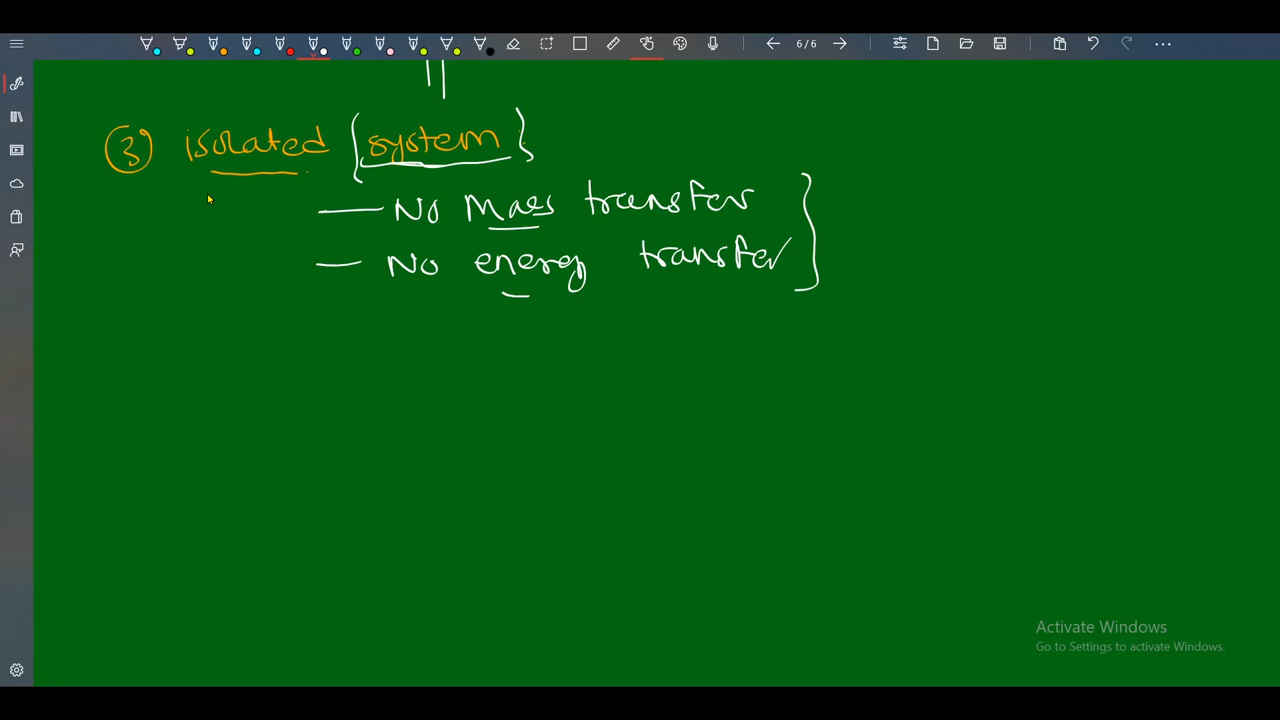 6/6
③ isolated {system}
— No Mass transfer
— No energy transfer
Activate Windows
Go to Settings to activate Windows.